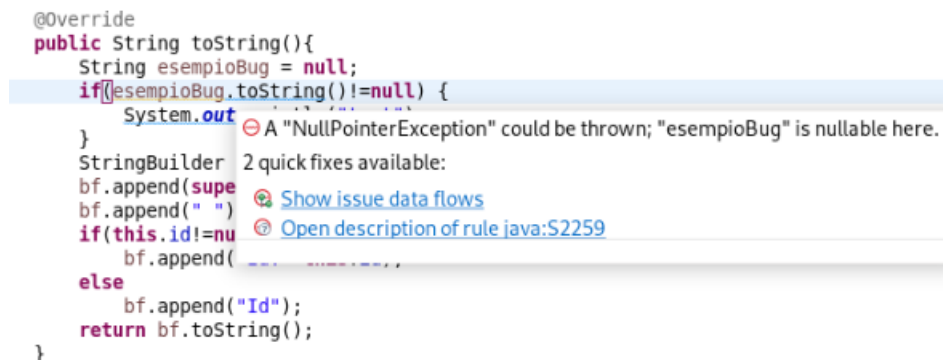 @Override
public String toString(){
String esempioBug = null;
if(esempioBug.toString()!=null) {
System.out
A "NullPointerException" could be thrown; "esempioBug" is nullable here.
}
2 quick fixes available:
StringBuilder
bf.append(supe
Show issue data flows
bf.append(" ")
Open description of rule java:S2259
if(this.id!=nu
bf.append(
else
bf.append("Id");
return bf.toString();
}